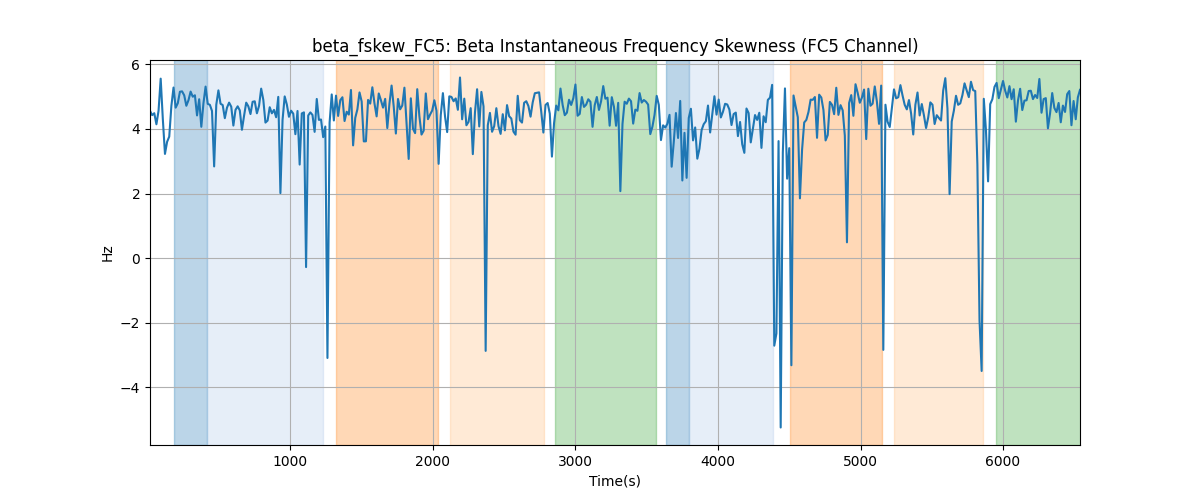 beta_fskew_FC5: Beta Instantaneous Frequency Skewness (FC5 Channel)
6
4
2
0
−2
−4
Hz
1000 2000 3000 4000 5000 6000
Time(s)